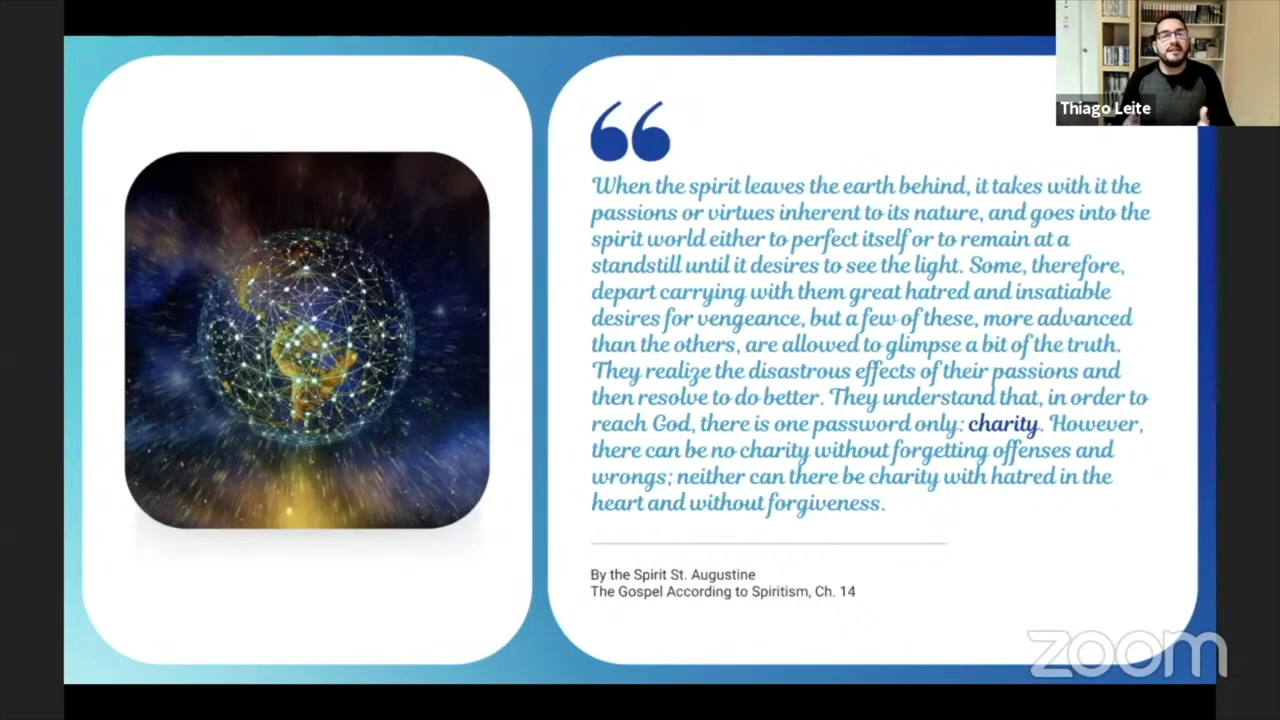 Thiago Leite
When the spirit leaves the earth behind, it takes with it the
passions or virtues inherent to its nature, and goes into the
spirit world either to perfect itself or to remain at a
standstill until it desires to see the light. Some, therefore,
depart carrying with them great hatred and insatiable
desires for vengeance, but a few of these, more advanced
than the others, are allowed to glimpse a bit of the truth.
They realize the disastrous effects of their passions and
then resolve to do better. They understand that, in order to
reach God, there is one password only: charity. However,
there can be no charity without forgetting offenses and
wrongs; neither can there be charity with hatred in the
heart and without forgiveness.
By the Spirit St. Augustine
The Gospel According to Spiritism, Ch. 14
zoom